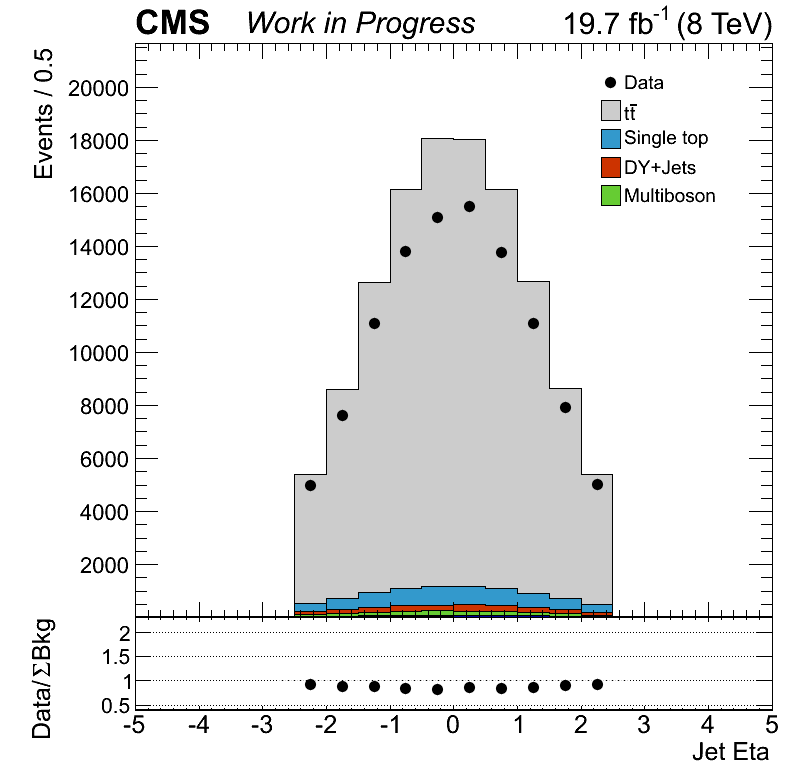 CMS Work in Progress 19.7 fb⁻¹ (8 TeV)
Events / 0.5
20000
18000
16000
14000
12000
10000
8000
6000
4000
2000
Data
tt̄
Single top
DY+Jets
Multiboson
Data/ΣBkg
2
1.5
1
0.5
-5 -4 -3 -2 -1 0 1 2 3 4 5
Jet Eta